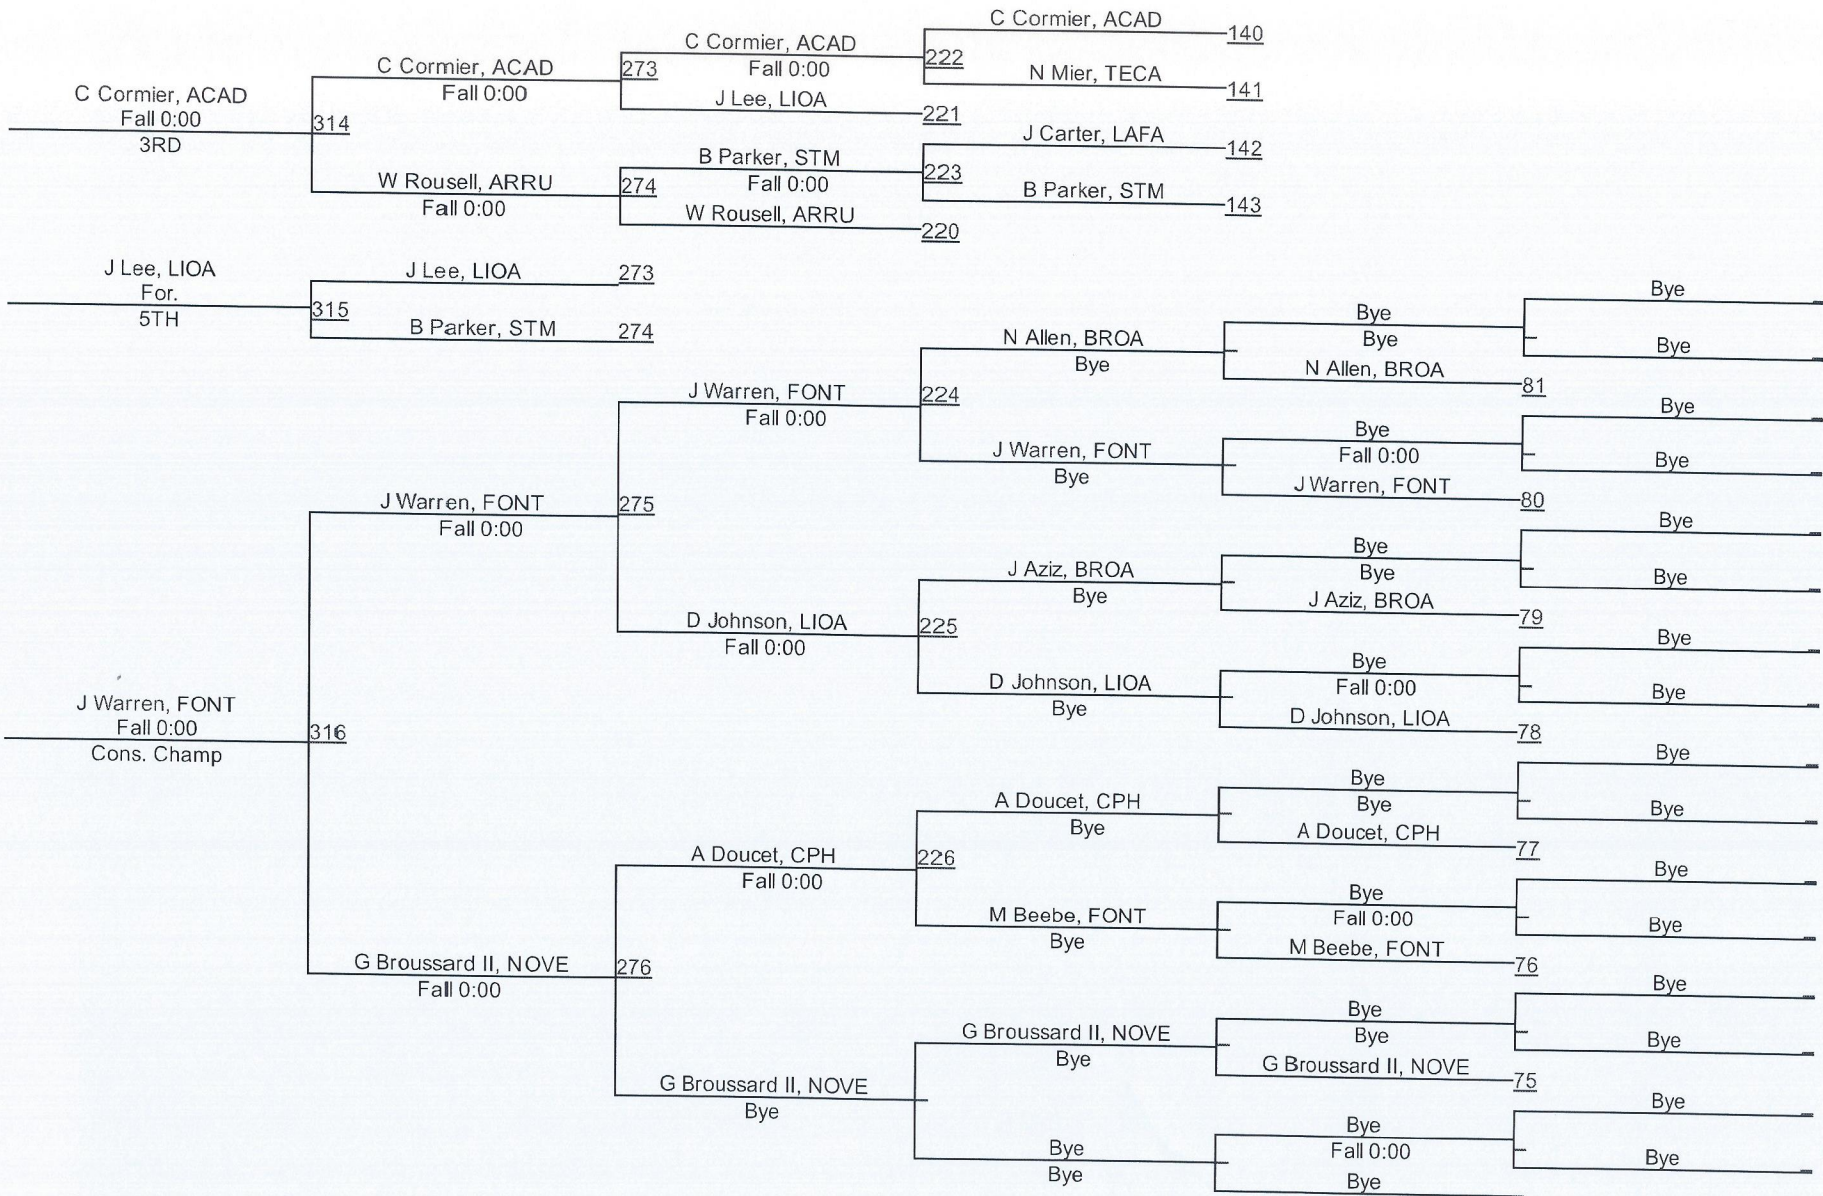 C Cormier, ACAD
140
222
N Mier, TECA
141
C Cormier, ACAD
Fall 0:00
273
J Lee, LIOA
221
C Cormier, ACAD
Fall 0:00
314
C Cormier, ACAD
Fall 0:00
3RD
J Carter, LAFA
142
223
B Parker, STM
143
B Parker, STM
Fall 0:00
274
W Rousell, ARRU
220
W Rousell, ARRU
Fall 0:00
J Lee, LIOA
For.
5TH
315
J Lee, LIOA
273
B Parker, STM
274
Bye
Bye
Bye
Bye
N Allen, BROA
81
N Allen, BROA
Bye
224
J Warren, FONT
Fall 0:00
Bye
Bye
Bye
Fall 0:00
J Warren, FONT
80
J Warren, FONT
Bye
J Warren, FONT
Fall 0:00
275
Bye
Bye
Bye
Bye
J Aziz, BROA
79
J Aziz, BROA
Bye
225
D Johnson, LIOA
Fall 0:00
Bye
Bye
Bye
Fall 0:00
D Johnson, LIOA
78
D Johnson, LIOA
Bye
J Warren, FONT
Fall 0:00
Cons. Champ
316
Bye
Bye
Bye
Bye
A Doucet, CPH
77
A Doucet, CPH
Bye
226
A Doucet, CPH
Fall 0:00
Bye
Bye
Bye
Fall 0:00
M Beebe, FONT
76
M Beebe, FONT
Bye
G Broussard II, NOVE
Fall 0:00
276
Bye
Bye
Bye
Bye
G Broussard II, NOVE
75
G Broussard II, NOVE
Bye
G Broussard II, NOVE
Bye
Bye
Bye
Bye
Fall 0:00
Bye
Bye
Bye